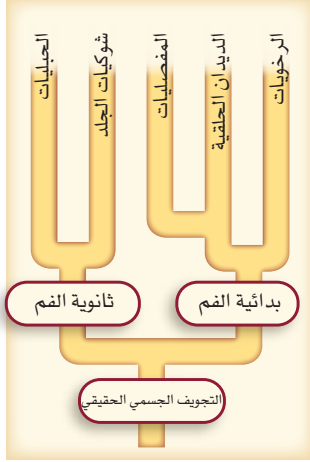 الرخويات
الديدان الحلقية
المفصليات
شوكيات الجلد
الحبليات
بدائية الفم
ثانوية الفم
التجويف الجسمي الحقيقي